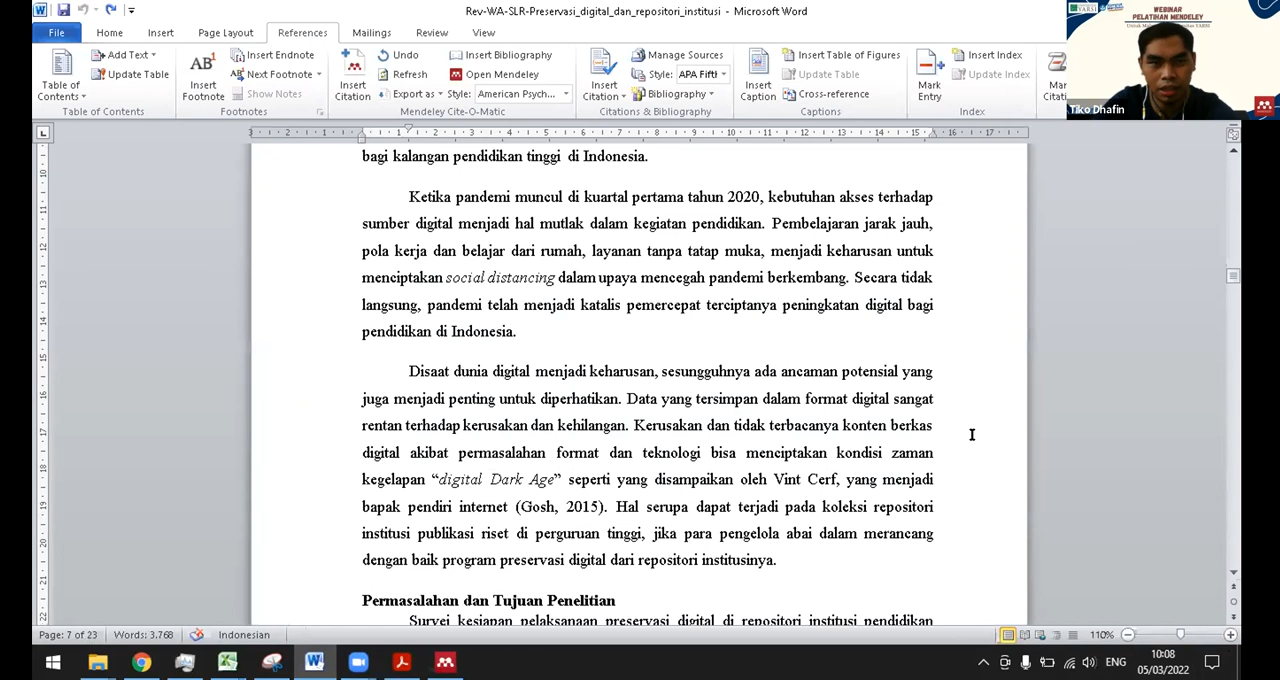 Rev-WA-SLR-Preservasi_digital_dan_repositori_institusi - Microsoft Word
File Home Insert Page Layout References Mailings Review View
Table of Contents
Add Text
Update Table
Table of Contents
AB1
Insert Footnote
Insert Endnote
Next Footnote
Show Notes
Footnotes
Insert Citation
Undo
Refresh
Export as
Insert Bibliography
Open Mendeley
Style: American Psych...
Mendeley Cite-O-Matic
Insert Citation
Manage Sources
Style: APA Fiftl
Bibliography
Citations & Bibliography
Insert Caption
Insert Table of Figures
Update Table
Cross-reference
Captions
Mark Entry
Insert Index
Update Index
Index
YARSI
WEBINAR
PELATIHAN MENDELEY
Tiko Dhafin
bagi kalangan pendidikan tinggi di Indonesia.
Ketika pandemi muncul di kuartal pertama tahun 2020, kebutuhan akses terhadap
sumber digital menjadi hal mutlak dalam kegiatan pendidikan. Pembelajaran jarak jauh,
pola kerja dan belajar dari rumah, layanan tanpa tatap muka, menjadi keharusan untuk
menciptakan social distancing dalam upaya mencegah pandemi berkembang. Secara tidak
langsung, pandemi telah menjadi katalis pemercepat terciptanya peningkatan digital bagi
pendidikan di Indonesia.
Disaat dunia digital menjadi keharusan, sesungguhnya ada ancaman potensial yang
juga menjadi penting untuk diperhatikan. Data yang tersimpan dalam format digital sangat
rentan terhadap kerusakan dan kehilangan. Kerusakan dan tidak terbacanya konten berkas
digital akibat permasalahan format dan teknologi bisa menciptakan kondisi zaman
kegelapan “digital Dark Age” seperti yang disampaikan oleh Vint Cerf, yang menjadi
bapak pendiri internet (Gosh, 2015). Hal serupa dapat terjadi pada koleksi repositori
institusi publikasi riset di perguruan tinggi, jika para pengelola abai dalam merancang
dengan baik program preservasi digital dari repositori institusinya.
Permasalahan dan Tujuan Penelitian
Survei kesiapan pelaksanaan preservasi digital di repositori institusi pendidikan
Page: 7 of 23 Words: 3.768 Indonesian 110%
ENG 10:08
05/03/2022